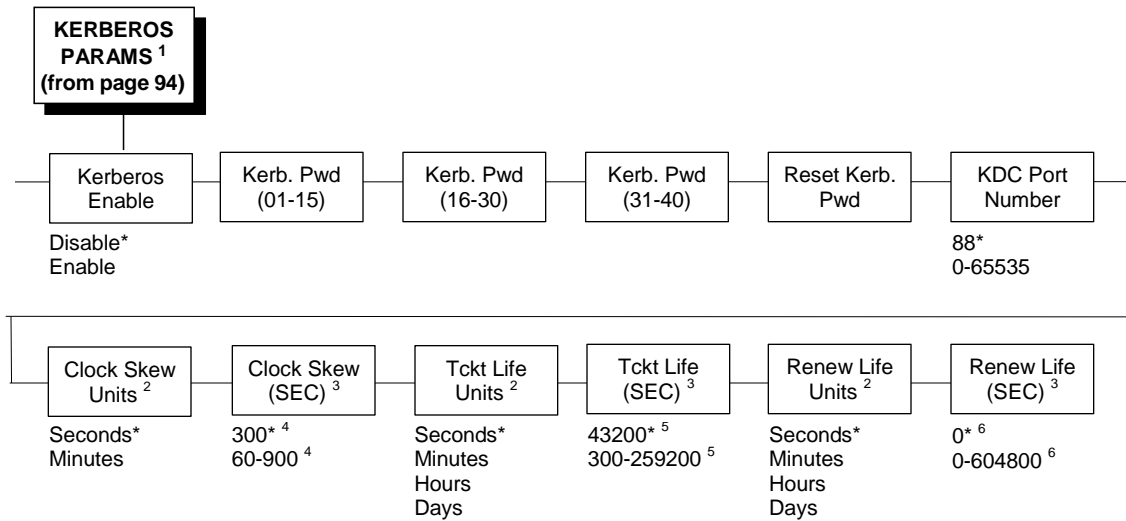 KERBEROS
PARAMS 1
(from page 94)
Kerberos
Enable
Disable*
Enable
Kerb. Pwd
(01-15)
Kerb. Pwd
(16-30)
Kerb. Pwd
(31-40)
Reset Kerb.
Pwd
KDC Port
Number
88*
0-65535
Clock Skew
Units 2
Seconds*
Minutes
Clock Skew
(SEC) 3
300* 4
60-900 4
Tckt Life
Units 2
Seconds*
Minutes
Hours
Days
Tckt Life
(SEC) 3
43200* 5
300-259200 5
Renew Life
Units 2
Seconds*
Minutes
Hours
Days
Renew Life
(SEC) 3
0* 6
0-604800 6